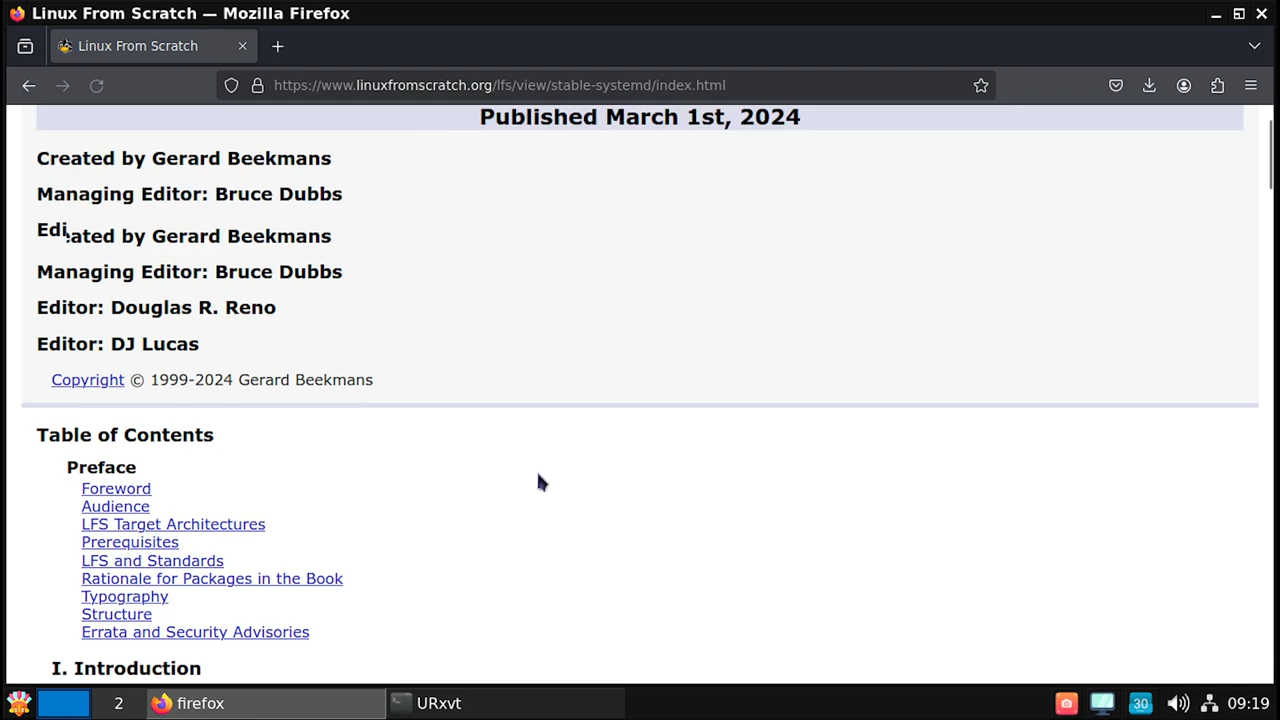 Linux From Scratch — Mozilla Firefox
Linux From Scratch
https://www.linuxfromscratch.org/lfs/view/stable-systemd/index.html
Published March 1st, 2024
Created by Gerard Beekmans
Managing Editor: Bruce Dubbs
Edi
ated by Gerard Beekmans
Managing Editor: Bruce Dubbs
Editor: Douglas R. Reno
Editor: DJ Lucas
Copyright © 1999-2024 Gerard Beekmans
Table of Contents
Preface
Foreword
Audience
LFS Target Architectures
Prerequisites
LFS and Standards
Rationale for Packages in the Book
Typography
Structure
Errata and Security Advisories
I. Introduction
2 firefox URxvt 30 09:19